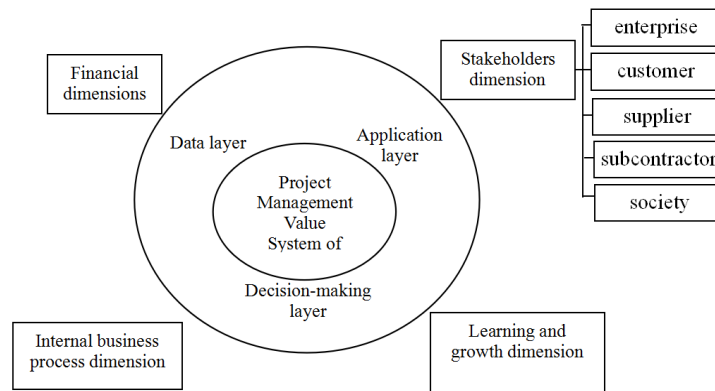 Financial
dimensions
Stakeholders
dimension
enterprise
customer
supplier
subcontractor
society
Data layer
Application
layer
Project
Management
Value
System of
Decision-making
layer
Internal business
process dimension
Learning and
growth dimension